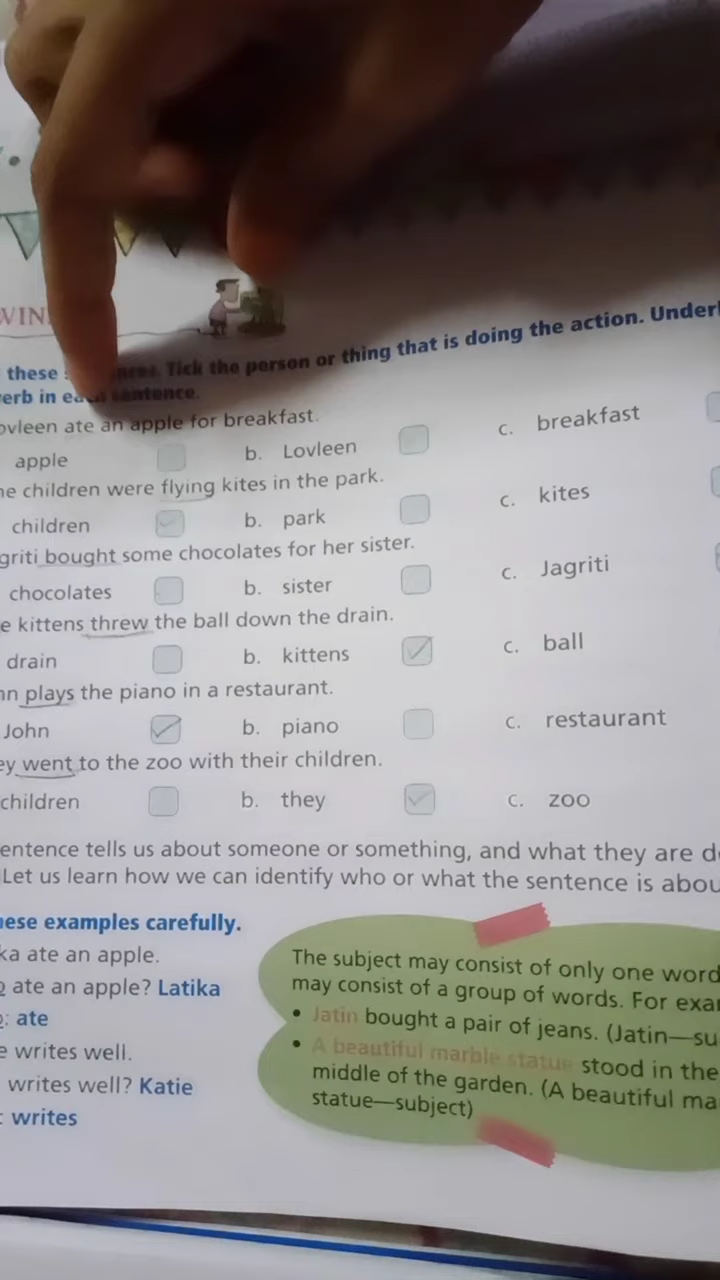 WIN
these Tick the person or thing that is doing the action. Underl
verb in each sentence.
ovleen ate an apple for breakfast.
apple b. Lovleen c. breakfast
he children were flying kites in the park.
children b. park c. kites
griti bought some chocolates for her sister.
chocolates b. sister c. Jagriti
e kittens threw the ball down the drain.
drain b. kittens c. ball
hn plays the piano in a restaurant.
John b. piano c. restaurant
ey went to the zoo with their children.
children b. they c. zoo
entence tells us about someone or something, and what they are d
Let us learn how we can identify who or what the sentence is abou
hese examples carefully.
ka ate an apple.
ate an apple? Latika
: ate
e writes well.
writes well? Katie
: writes
The subject may consist of only one word
may consist of a group of words. For exa
• Jatin bought a pair of jeans. (Jatin—su
• A beautiful marble statue stood in the
middle of the garden. (A beautiful ma
statue—subject)